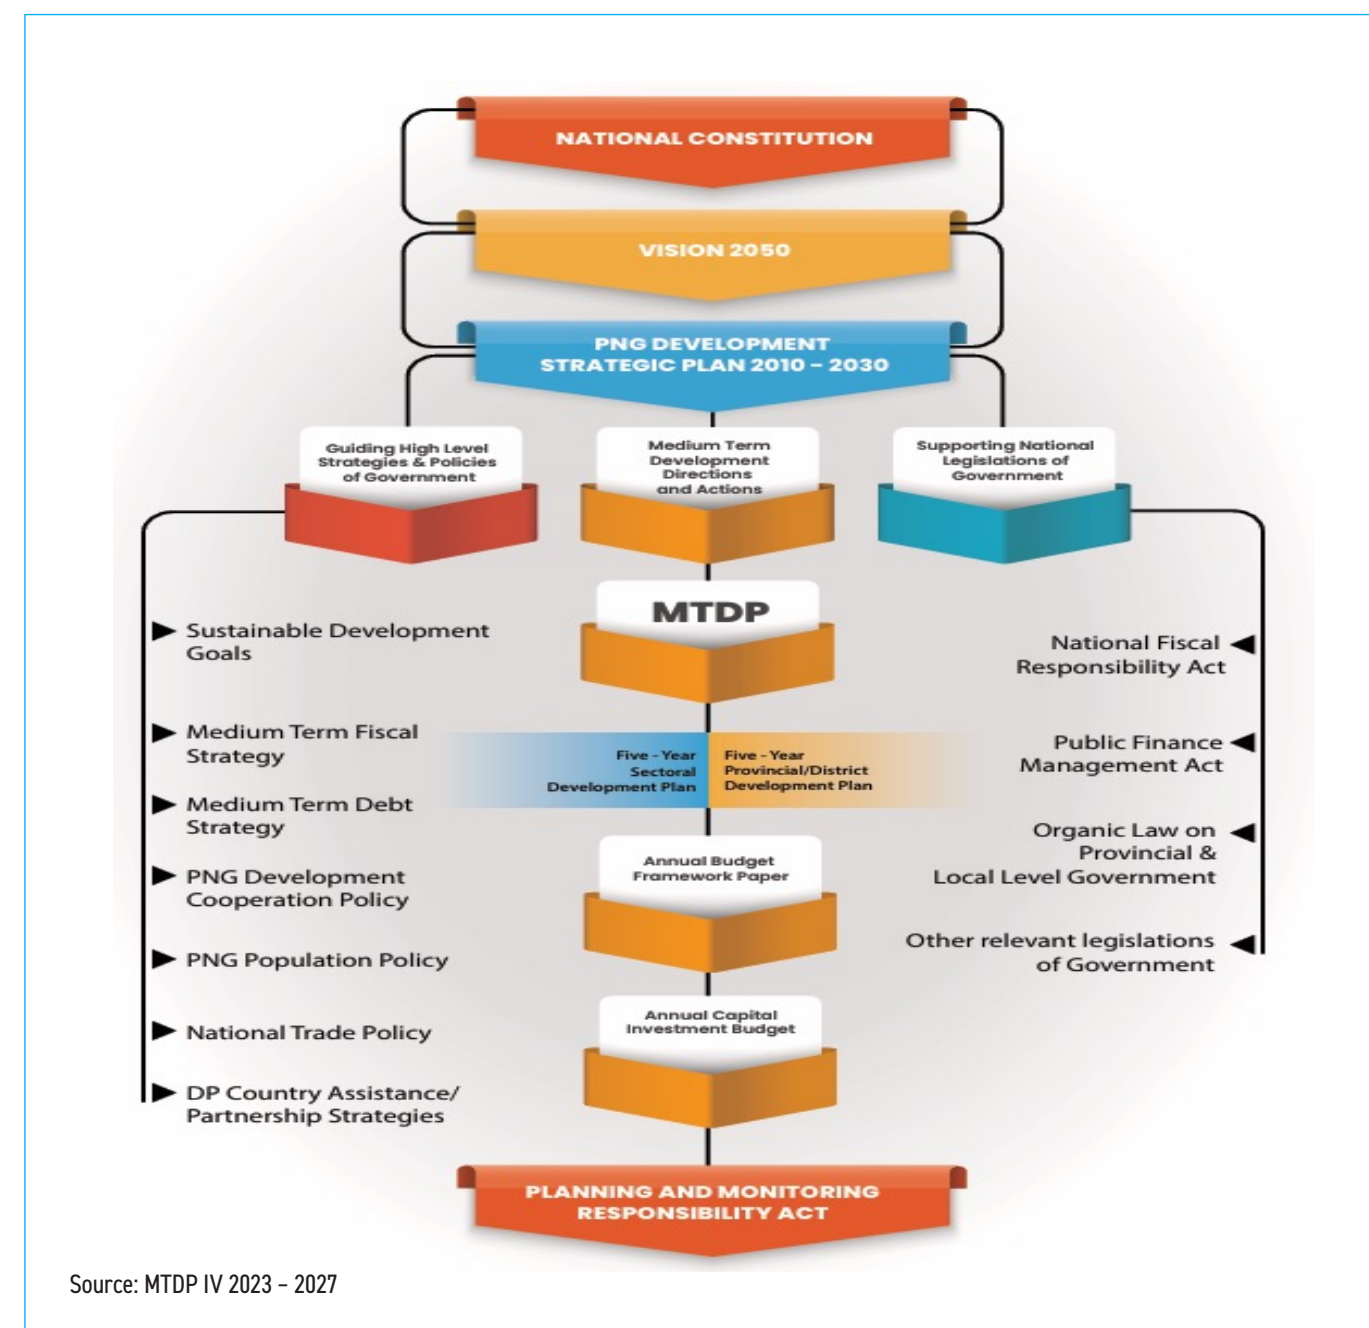 NATIONAL CONSTITUTION
VISION 2050
PNG DEVELOPMENT
STRATEGIC PLAN 2010 – 2030
Guiding High Level
Strategies & Policies
of Government
Medium Term
Development
Directions
and Actions
Supporting National
Legislations of
Government
MTDP
Sustainable Development
Goals
Medium Term Fiscal
Strategy
Medium Term Debt
Strategy
PNG Development
Cooperation Policy
PNG Population Policy
National Trade Policy
DP Country Assistance/
Partnership Strategies
Five - Year
Sectoral
Development Plan
Five - Year
Provincial/District
Development Plan
Annual Budget
Framework Paper
Annual Capital
Investment Budget
National Fiscal
Responsibility Act
Public Finance
Management Act
Organic Law on
Provincial &
Local Level Government
Other relevant legislations
of Government
PLANNING AND MONITORING
RESPONSIBILITY ACT
Source: MTDP IV 2023 – 2027